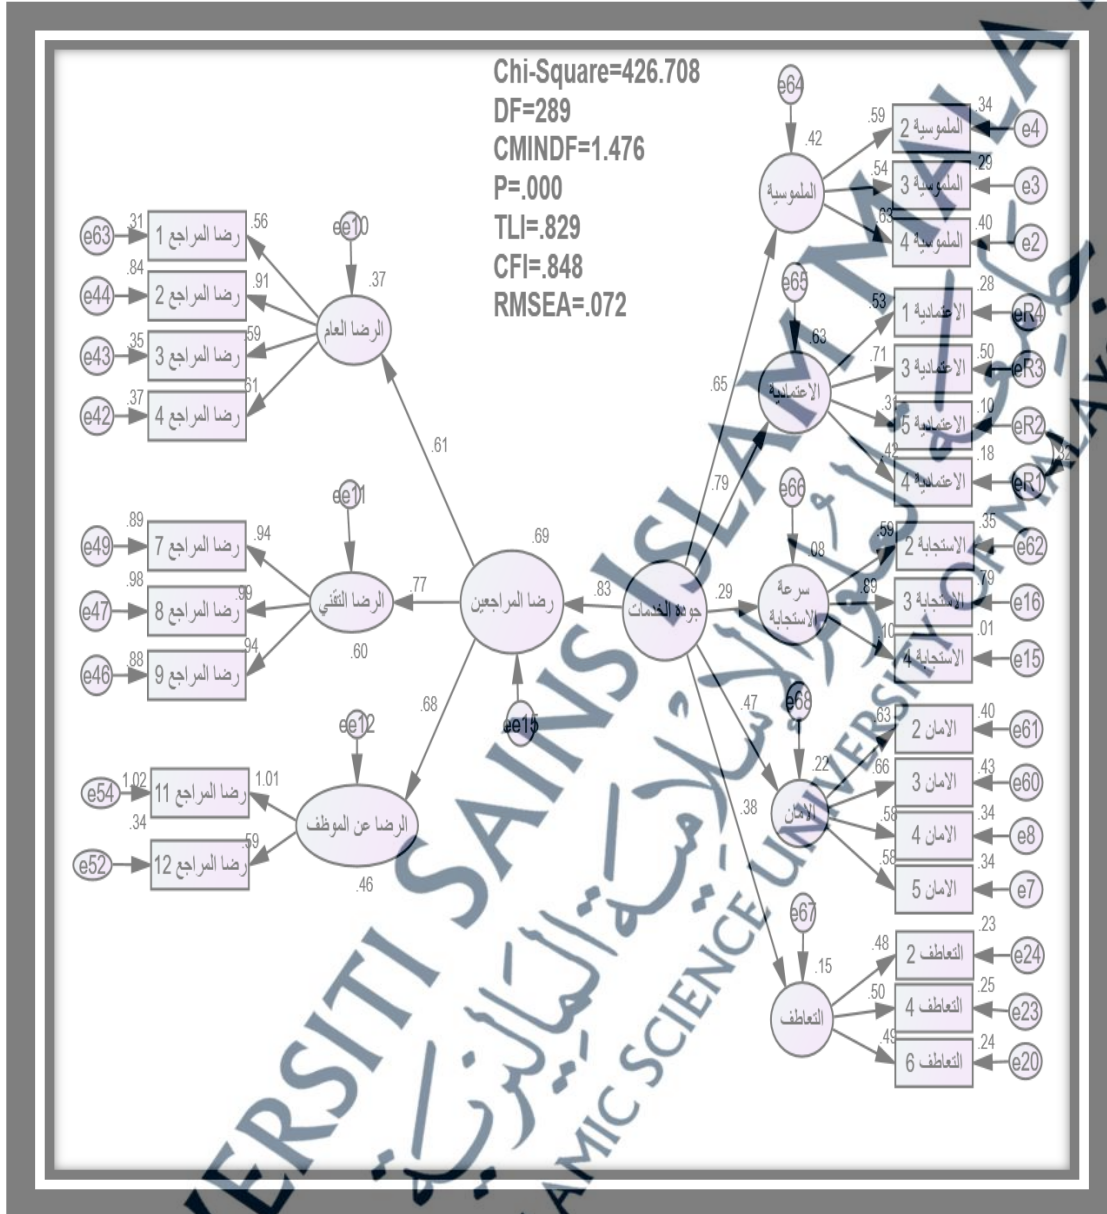 Chi-Square=426.708
DF=289
CMINDF=1.476
P=.000
TLI=.829
CFI=.848
RMSEA=.072
e64
.42
الملموسية
.59
الملموسية 2
.34
e4
.54
الملموسية 3
.29
e3
.63
الملموسية 4
.40
e2
.65
e65
.63
الاعتمادية
.53
الاعتمادية 1
.28
eR4
.71
الاعتمادية 3
.50
eR3
.31
الاعتمادية 5
.10
eR2
.42
الاعتمادية 4
.18
eR1
.32
.79
e66
.08
سرعة
الاستجابة
.59
الاستجابة 2
.35
e62
.89
الاستجابة 3
.79
e16
.10
الاستجابة 4
.01
e15
.29
e68
.22
الامان
.63
الامان 2
.40
e61
.66
الامان 3
.43
e60
.58
الامان 4
.34
e8
.58
الامان 5
.34
e7
.47
e67
.15
التعاطف
.48
التعاطف 2
.23
e24
.50
التعاطف 4
.25
e23
.49
التعاطف 6
.24
e20
.38
جودة الخدمات
.83
.69
رضا المراجعين
ee15
.61
ee10
.37
الرضا العام
.56
رضا المراجع 1
.31
e63
.91
رضا المراجع 2
.84
e44
.59
رضا المراجع 3
.35
e43
.61
رضا المراجع 4
.37
e42
.77
ee11
الرضا التقني
.60
.94
رضا المراجع 7
.89
e49
.99
رضا المراجع 8
.98
e47
.94
رضا المراجع 9
.88
e46
.68
ee12
الرضا عن الموظف
.46
1.01
رضا المراجع 11
1.02
e54
.59
رضا المراجع 12
.34
e52
VERSITI SAINS ISLAM MALA
AMIC SCIENCE UNIVERSITY OF MALAYS